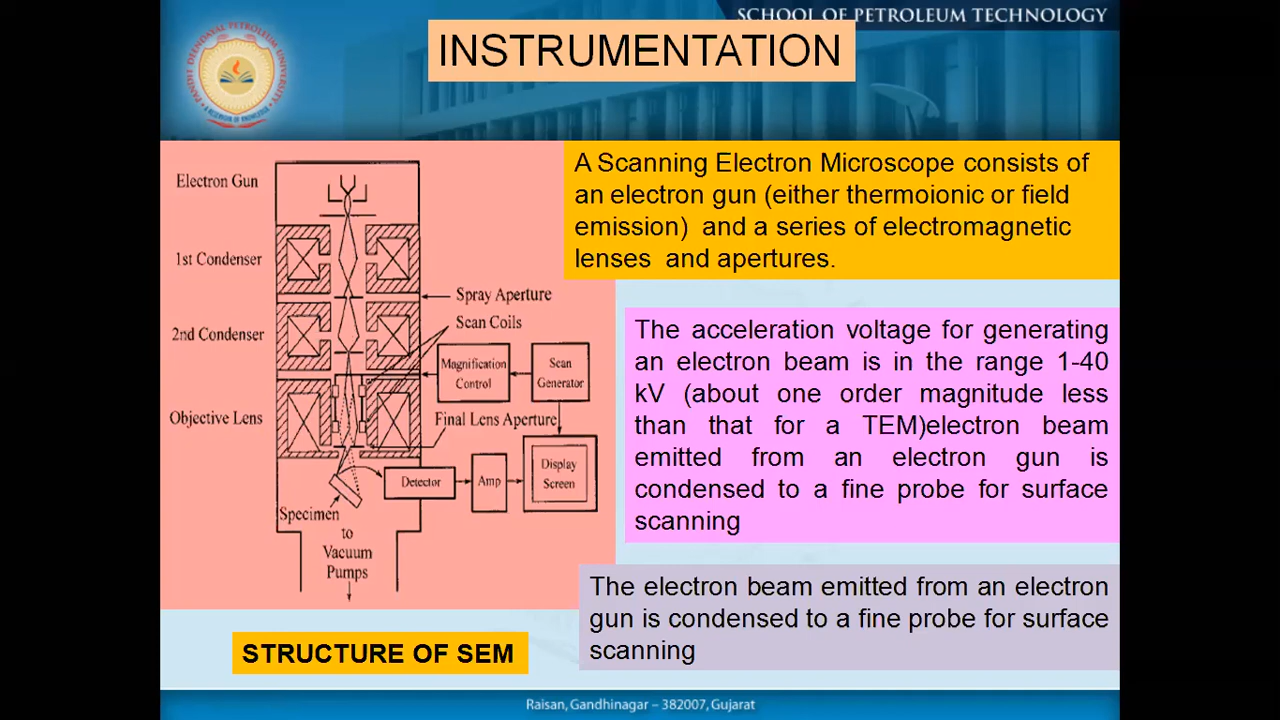 SCHOOL OF PETROLEUM TECHNOLOGY
INSTRUMENTATION
PANDIT DEENDAYAL PETROLEUM UNIVERSITY
A Scanning Electron Microscope consists of
an electron gun (either thermoionic or field
emission) and a series of electromagnetic
lenses and apertures.
Electron Gun
1st Condenser
Spray Aperture
Scan Coils
2nd Condenser
Magnification
Control
Scan
Generator
Objective Lens
Final Lens Aperture
Display
Screen
Detector
Amp
Specimen
to
Vacuum
Pumps
The acceleration voltage for generating
an electron beam is in the range 1-40
kV (about one order magnitude less
than that for a TEM)electron beam
emitted from an electron gun is
condensed to a fine probe for surface
scanning
The electron beam emitted from an electron
gun is condensed to a fine probe for surface
scanning
STRUCTURE OF SEM
Raisan, Gandhinagar – 382007, Gujarat